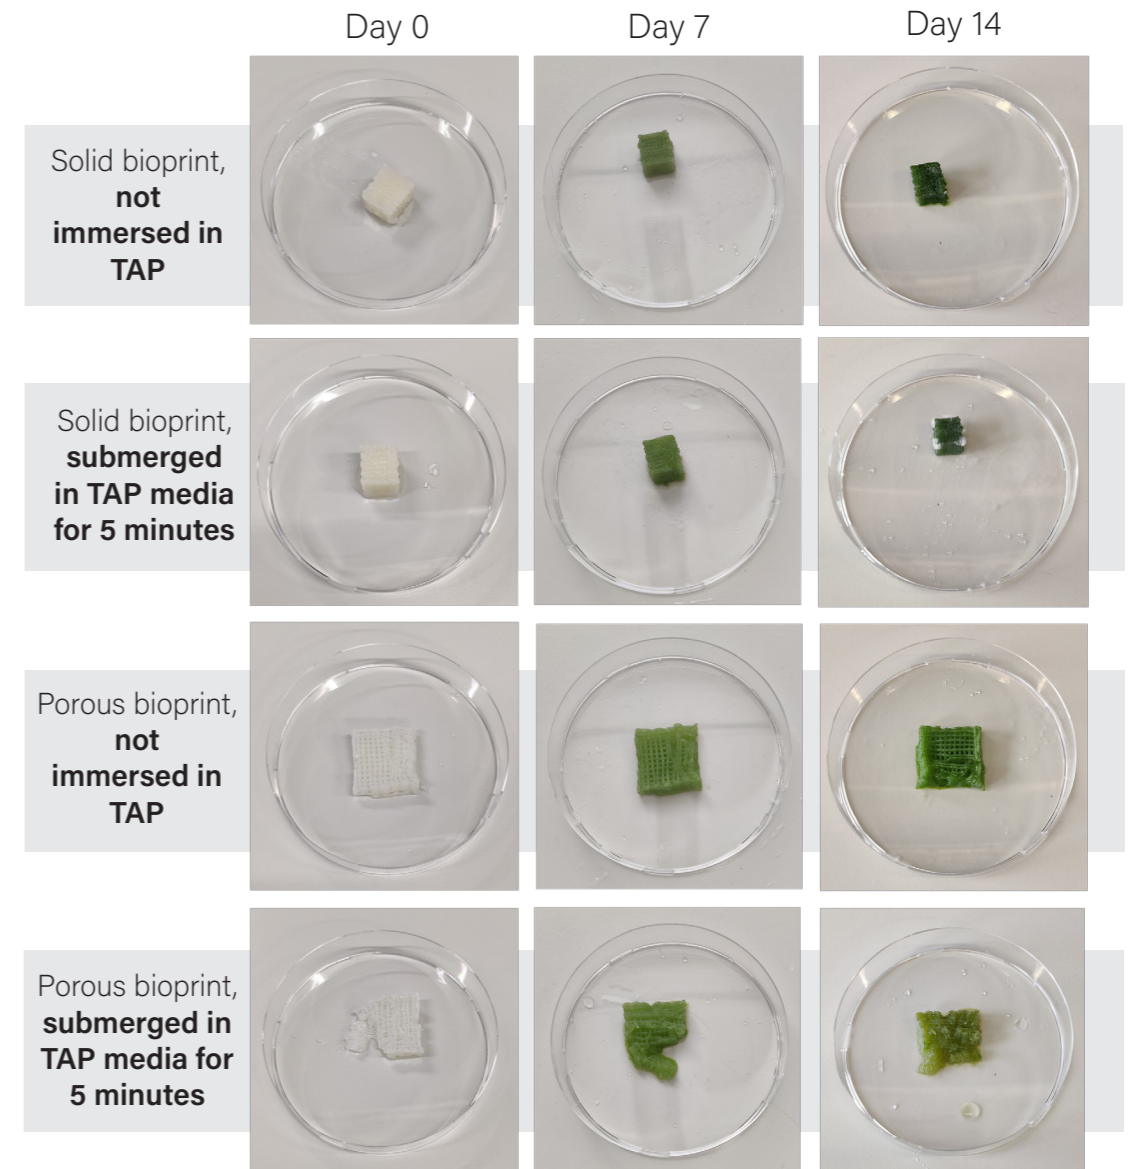 Day 0
Day 7
Day 14
Solid bioprint,
not
immersed in
TAP
Solid bioprint,
submerged
in TAP media
for 5 minutes
Porous bioprint,
not
immersed in
TAP
Porous bioprint,
submerged in
TAP media for
5 minutes